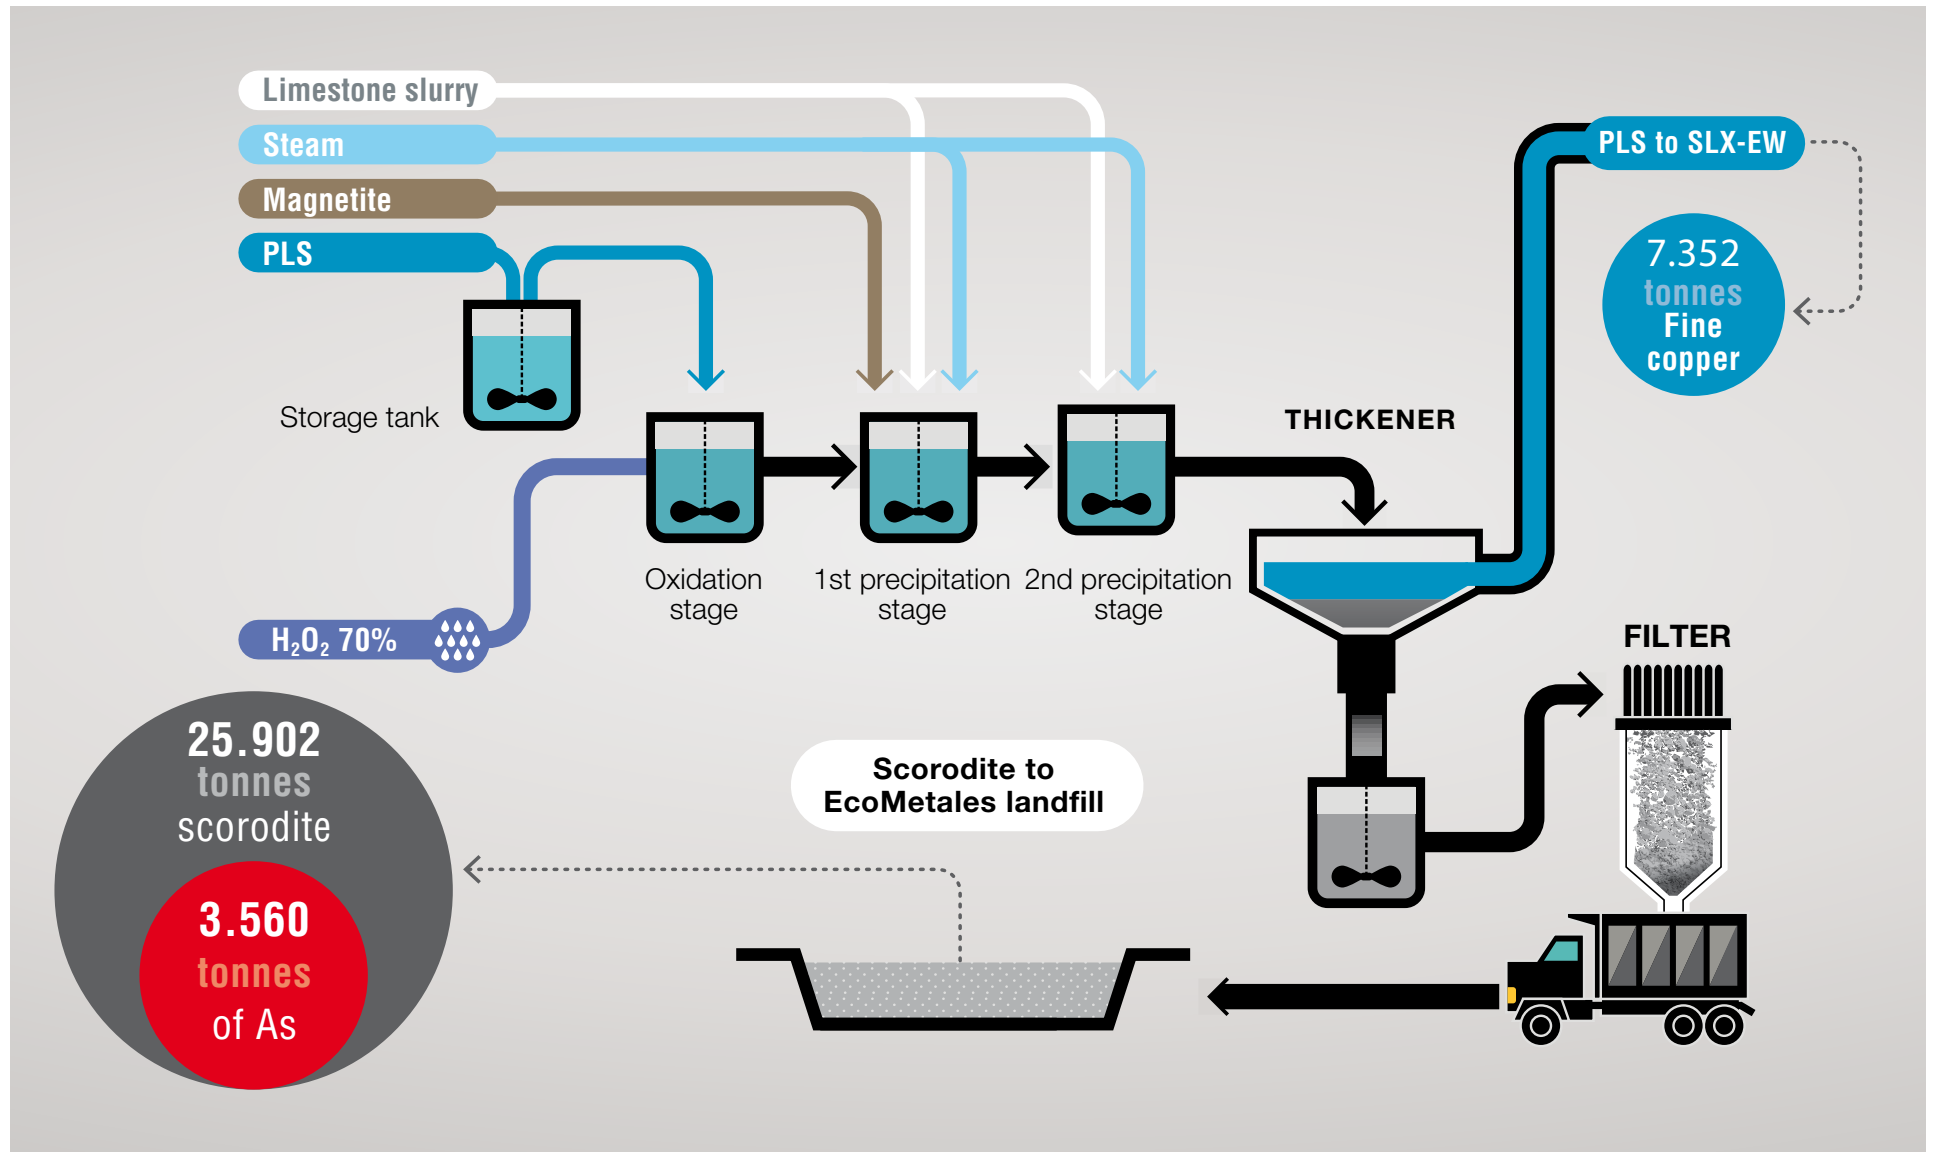 Limestone slurry
Steam
Magnetite
PLS
Storage tank
H₂O₂ 70%
Oxidation
stage
1st precipitation
stage
2nd precipitation
stage
THICKENER
PLS to SLX-EW
7.352
tonnes
Fine
copper
FILTER
Scorodite to
EcoMetales landfill
25.902
tonnes
scorodite
3.560
tonnes
of As